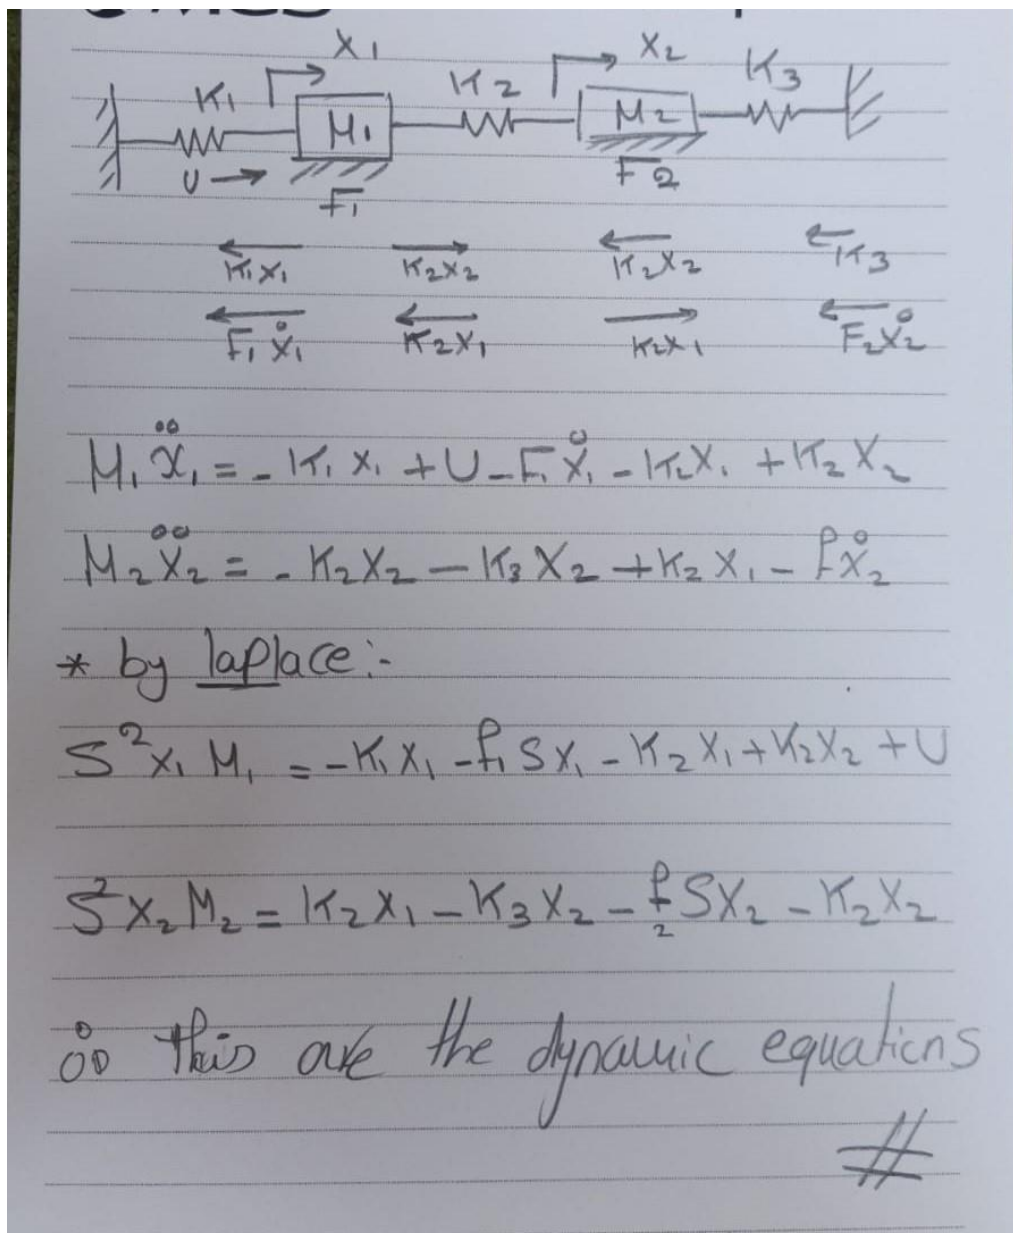 X₁ X₂
K₁ K₂ K₃
M₁ M₂
U → F₁ F2
K₁X₁ K₂X₂ K₂X₂ K3
F₁Ẋ₁ K₂X₁ K₂X₁ F₂Ẋ₂
M₁ẍ₁ = - K₁X₁ + U - F₁Ẋ₁ - K₂X₁ + K₂X₂
M₂Ẍ₂ = - K₂X₂ - K₃X₂ + K₂X₁ - fẊ₂
* by laplace:-
S²X₁M₁ = -K₁X₁ - f₁SX₁ - K₂X₁ + K₂X₂ + U
S²X₂M₂ = K₂X₁ - K₃X₂ - f₂SX₂ - K₂X₂
∴ this are the dynamic equations
#